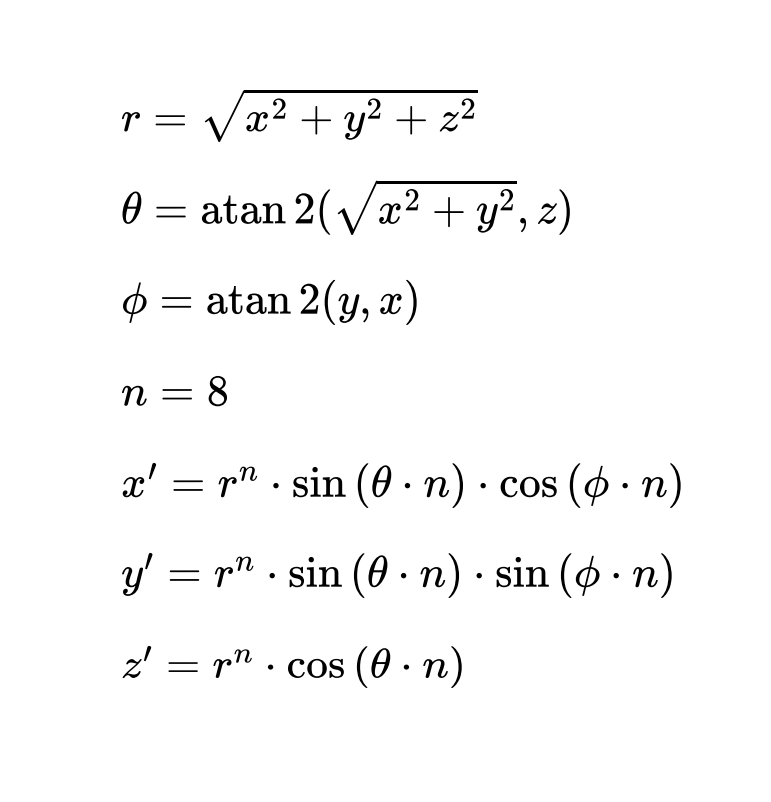 r = √(x² + y² + z²)
θ = atan 2(√(x² + y²), z)
ϕ = atan 2(y, x)
n = 8
x′ = rⁿ · sin (θ · n) · cos (ϕ · n)
y′ = rⁿ · sin (θ · n) · sin (ϕ · n)
z′ = rⁿ · cos (θ · n)